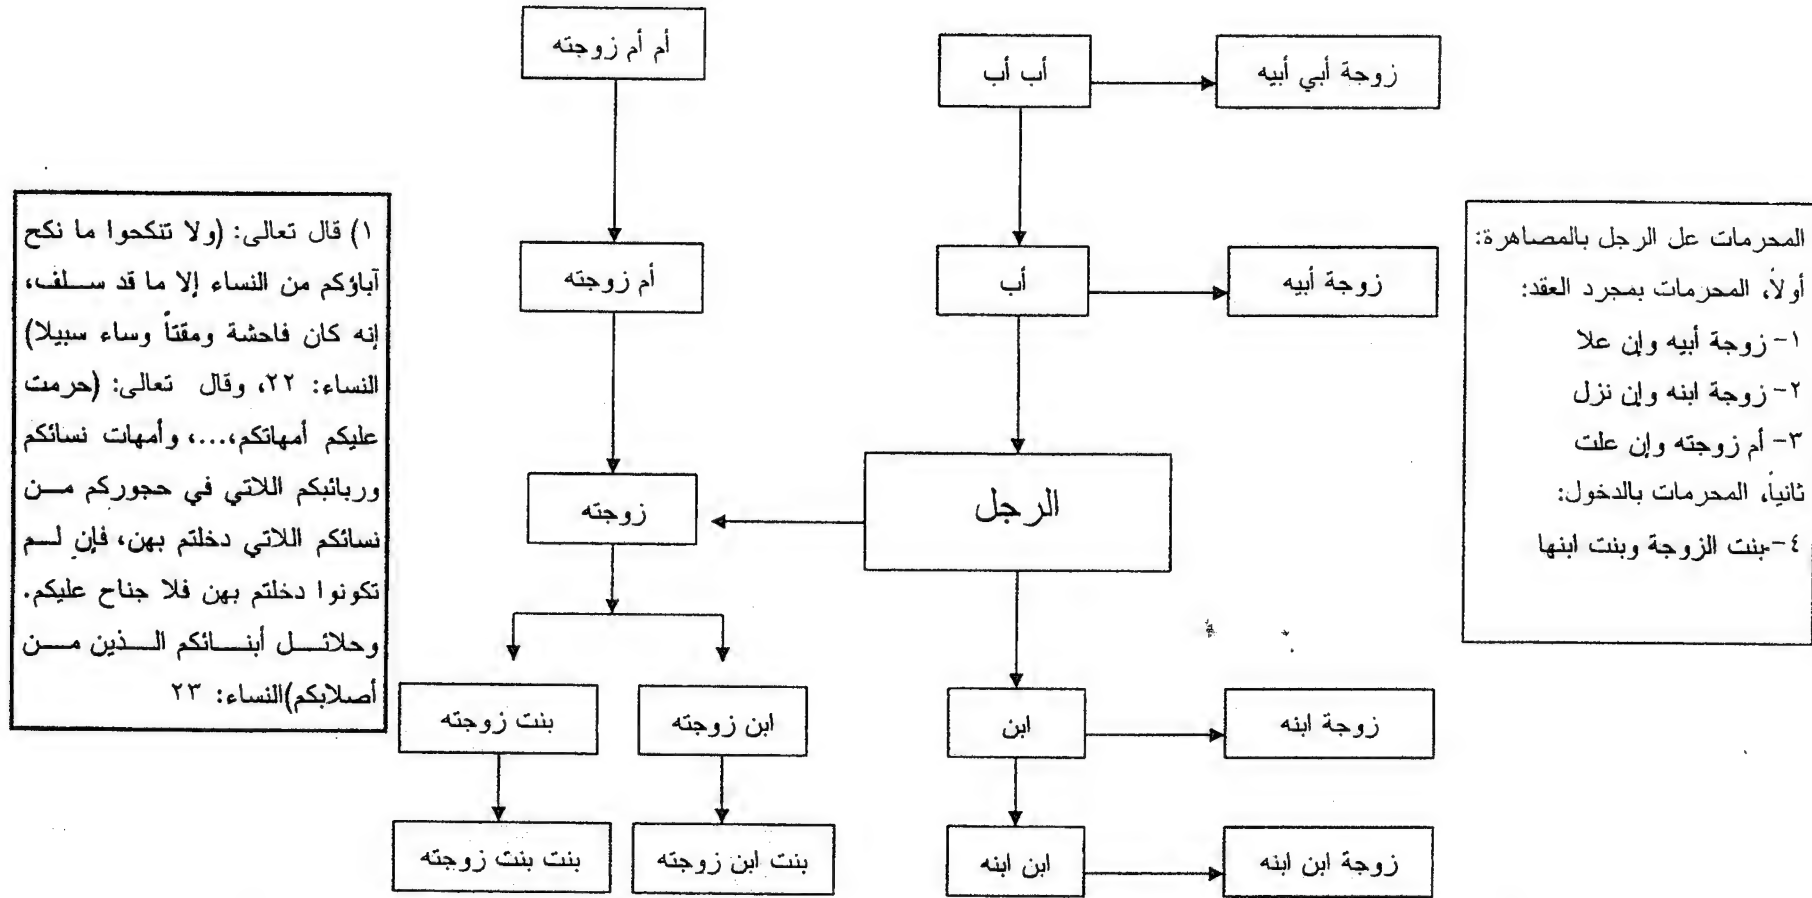 أم أم زوجته
أب أب
زوجة أبي أبيه
أم زوجته
أب
زوجة أبيه
المحرمات عل الرجل بالمصاهرة:
أولاً، المحرمات بمجرد العقد:
١- زوجة أبيه وإن علا
٢- زوجة ابنه وإن نزل
٣- أم زوجته وإن علت
ثانياً، المحرمات بالدخول:
٤- بنت الزوجة وبنت ابنها
زوجته
الرجل
بنت زوجته
ابن زوجته
ابن
زوجة ابنه
بنت بنت زوجته
بنت ابن زوجته
ابن ابنه
زوجة ابن ابنه
١) قال تعالى: (ولا تنكحوا ما نكح
آباؤكم من النساء إلا ما قد سلف،
إنه كان فاحشة ومقتاً وساء سبيلا)
النساء: ٢٢، وقال تعالى: (حرمت
عليكم أمهاتكم،...، وأمهات نسائكم
وربائبكم اللاتي في حجوركم من
نسائكم اللاتي دخلتم بهن، فإن لم
تكونوا دخلتم بهن فلا جناح عليكم.
وحلائل أبنائكم الذين من
أصلابكم)النساء: ٢٣